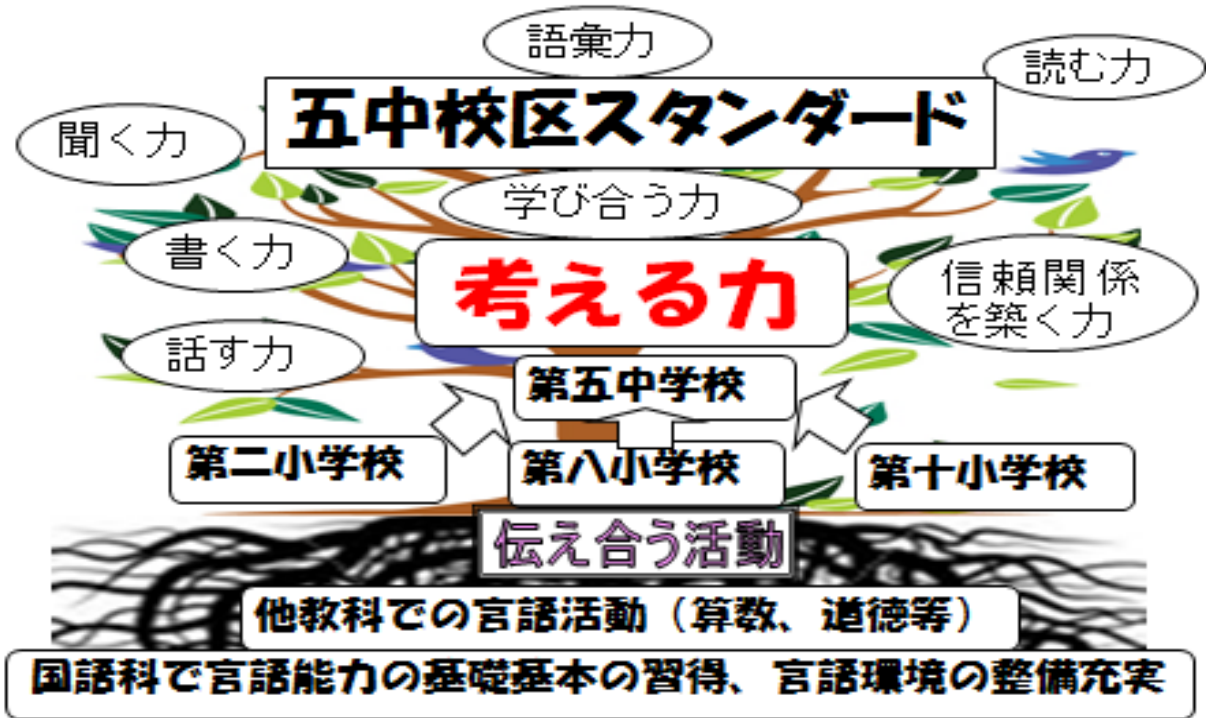 語彙力
読む力
五中校区スタンダード
聞く力
学び合う力
書く力
考える力
信頼関係
を築く力
話す力
第五中学校
第二小学校
第八小学校
第十小学校
伝え合う活動
他教科での言語活動（算数、道徳等）
国語科で言語能力の基礎基本の習得、言語環境の整備充実